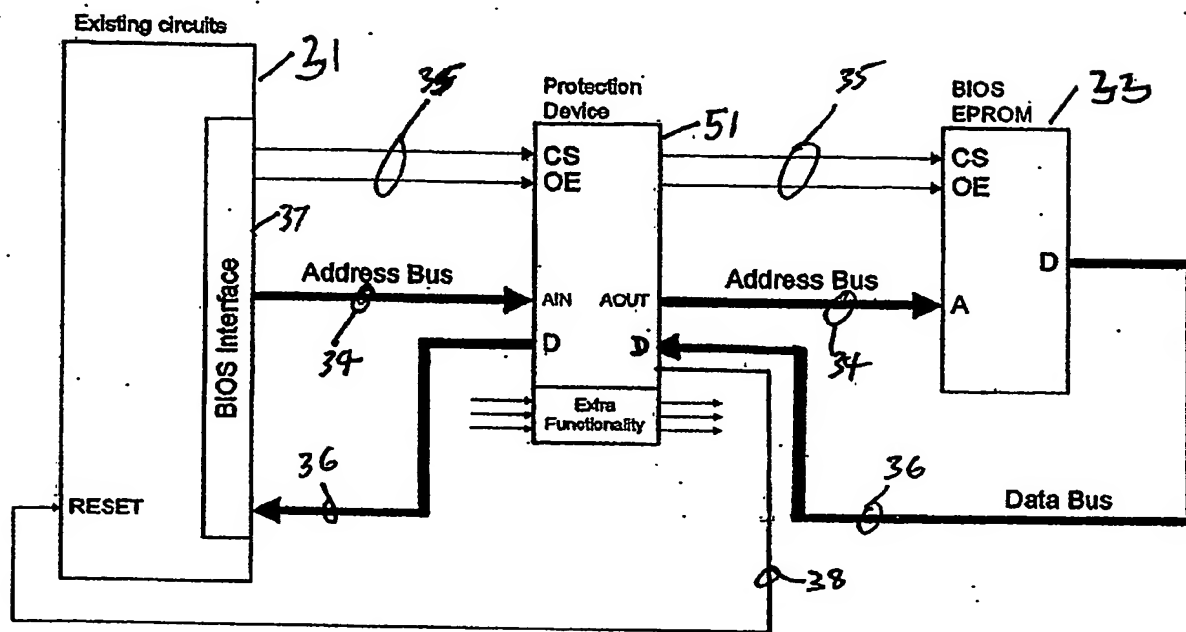 Existing circuits
31
35
Protection
Device
51
35
BIOS
EPROM
33
CS
OE
CS
OE
37
BIOS Interface
D
Address Bus
AIN
AOUT
Address Bus
A
34
34
D
D
Extra
Functionality
36
36
RESET
Data Bus
38